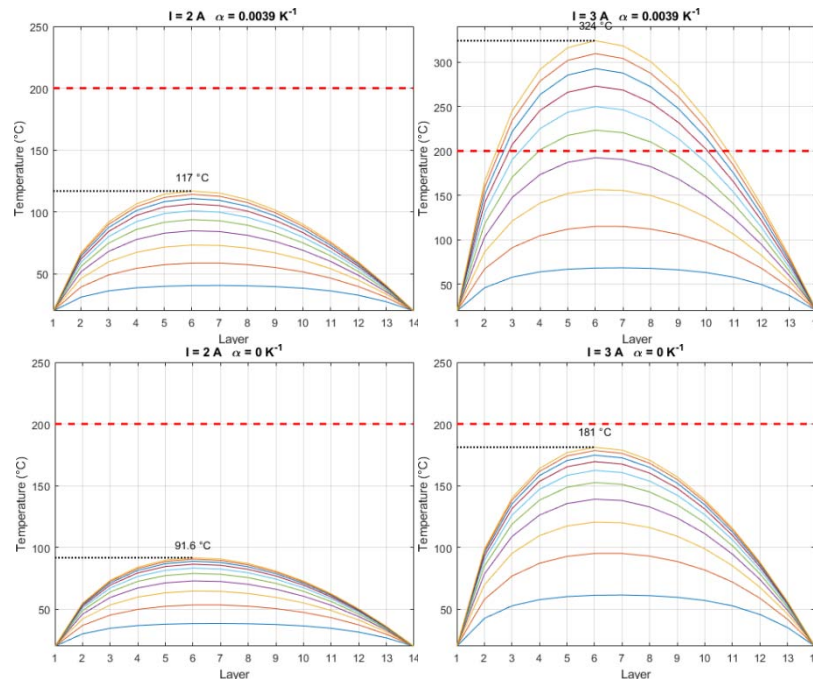 I = 2 A α = 0.0039 K⁻¹
250
200
150
100
50
117 °C
Temperature (°C)
1 2 3 4 5 6 7 8 9 10 11 12 13 14
Layer
I = 3 A α = 0.0039 K⁻¹
324 °C
300
250
200
150
100
50
Temperature (°C)
1 2 3 4 5 6 7 8 9 10 11 12 13 1
Layer
I = 2 A α = 0 K⁻¹
250
200
150
100
50
91.6 °C
Temperature (°C)
1 2 3 4 5 6 7 8 9 10 11 12 13 14
Layer
I = 3 A α = 0 K⁻¹
250
200
150
100
50
181 °C
Temperature (°C)
1 2 3 4 5 6 7 8 9 10 11 12 13 1
Layer